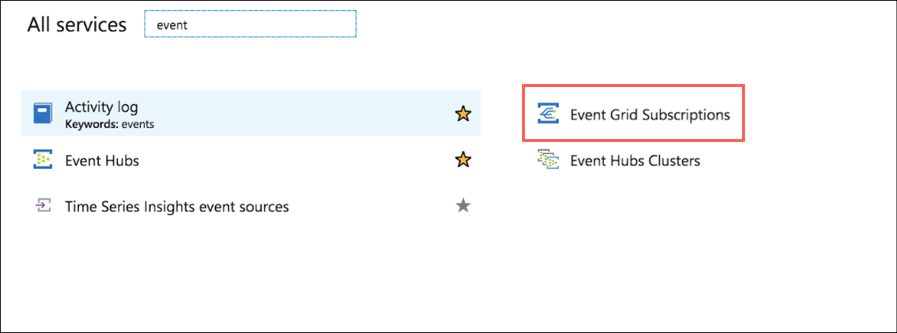 All services
event
Activity log
Keywords: events
Event Hubs
Time Series Insights event sources
Event Grid Subscriptions
Event Hubs Clusters